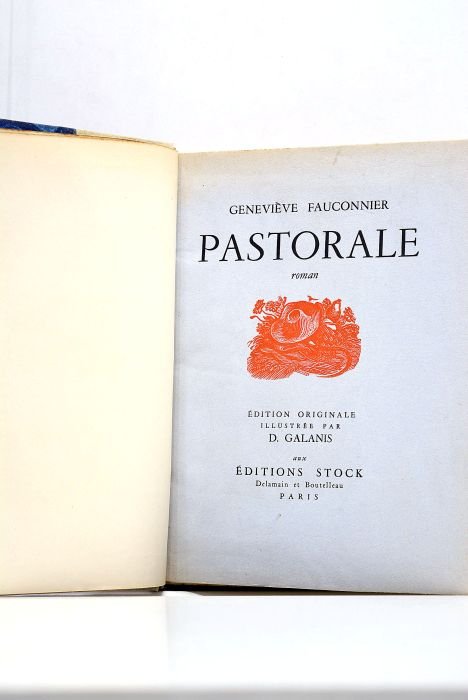 GENEVIÈVE FAUCONNIER
PASTORALE
roman
ÉDITION ORIGINALE
ILLUSTRÉE PAR
D. GALANIS
aux
ÉDITIONS STOCK
Delamain et Boutelleau
PARIS